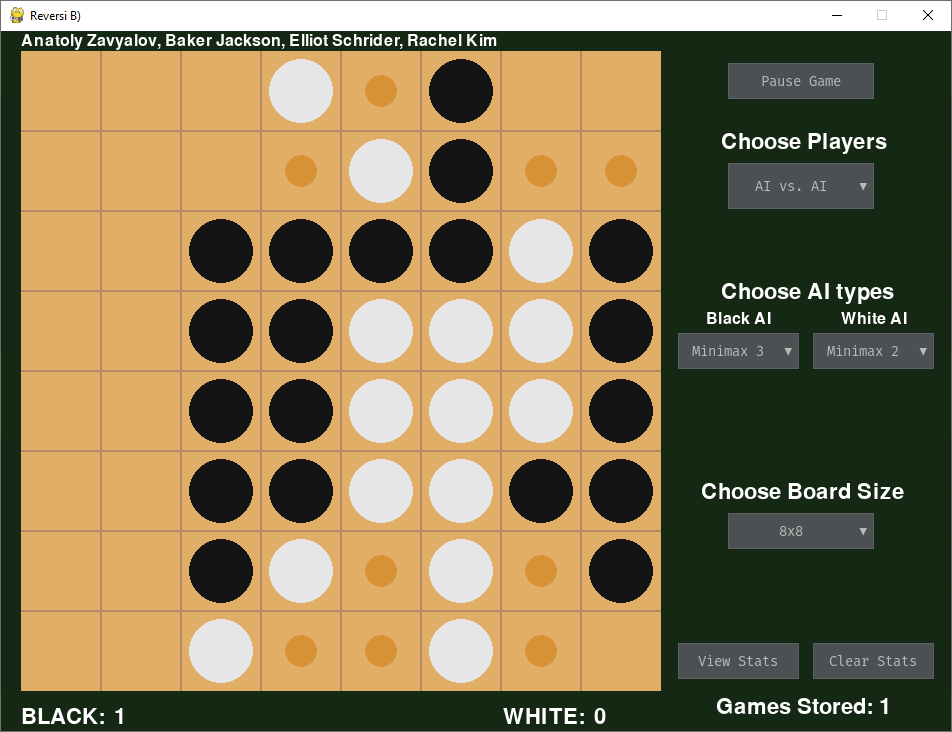 Reversi B)
Anatoly Zavyalov, Baker Jackson, Elliot Schrider, Rachel Kim
Pause Game
Choose Players
AI vs. AI
Choose AI types
Black AI White AI
Minimax 3 Minimax 2
Choose Board Size
8x8
View Stats Clear Stats
Games Stored: 1
BLACK: 1 WHITE: 0